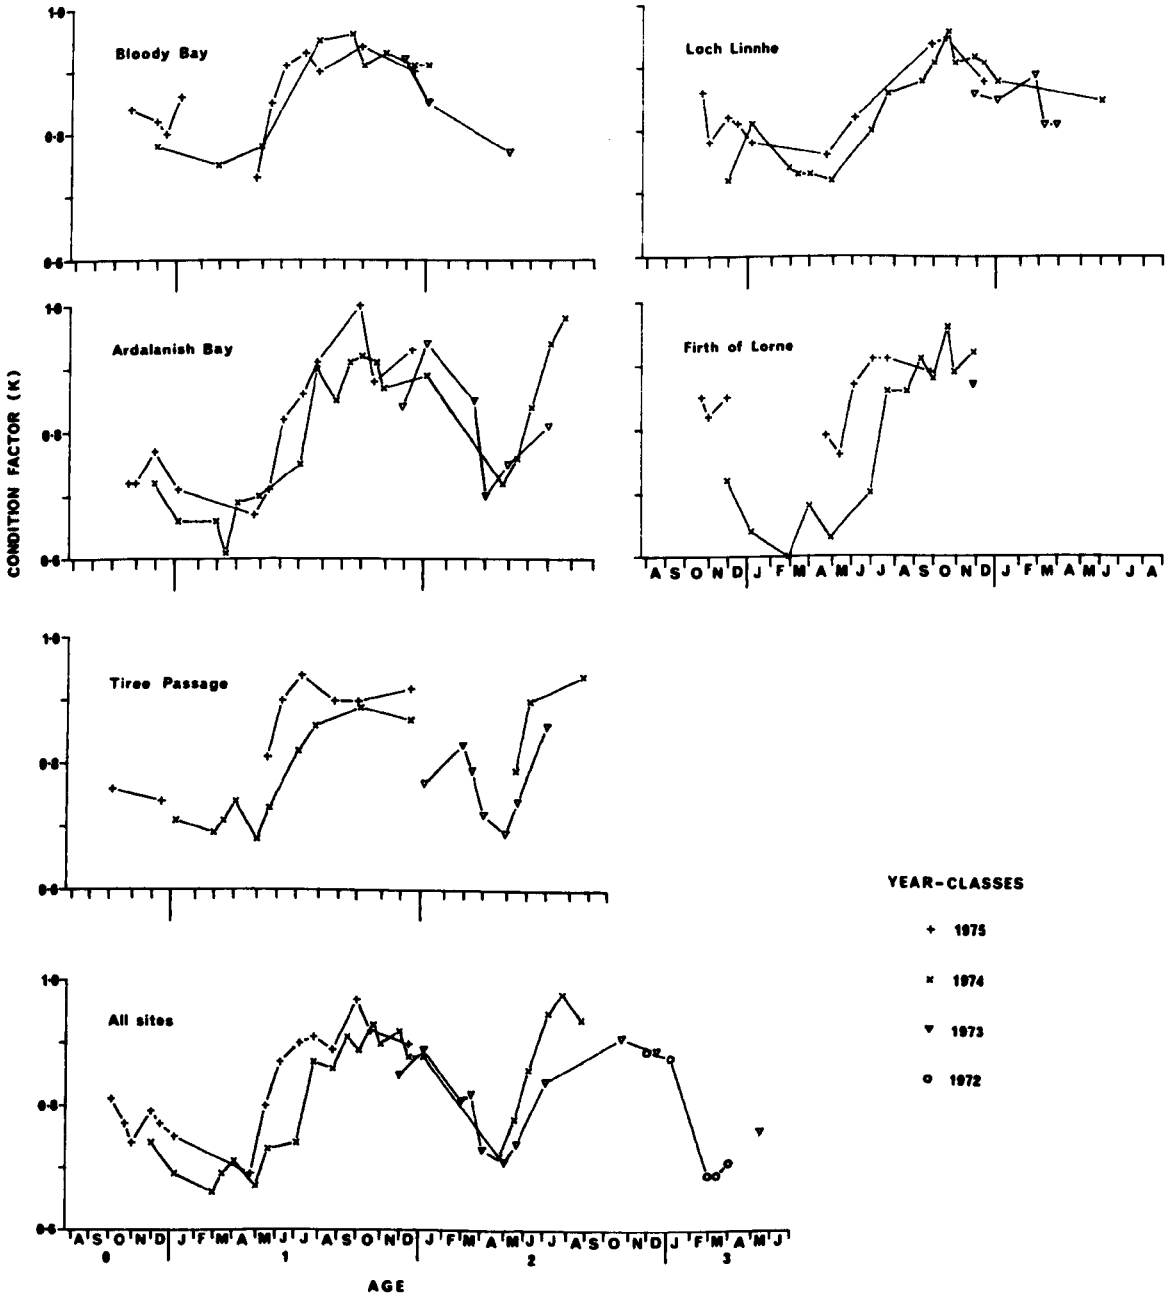 1·0
Bloody Bay
0·8
0·6
Loch Linnhe
1·0
Ardalanish Bay
0·8
0·6
Firth of Lorne
A S O N D J F M A M J J A S O N D J F M A M J J A
CONDITION FACTOR (K)
1·0
Tiree Passage
0·8
0·6
YEAR-CLASSES
+ 1975
x 1974
▽ 1973
o 1972
1·0
All sites
0·8
0·6
A S O N D J F M A M J J A S O N D J F M A M J J A S O N D J F M A M J
0 1 2 3
AGE